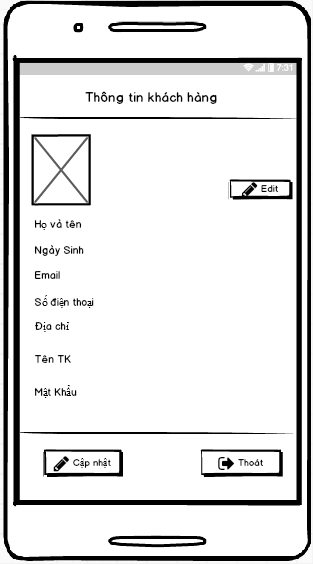 7:31
Thông tin khách hàng
Edit
Họ và tên
Ngày Sinh
Email
Số điện thoại
Địa chỉ
Tên TK
Mật Khẩu
Cập nhật
Thoát